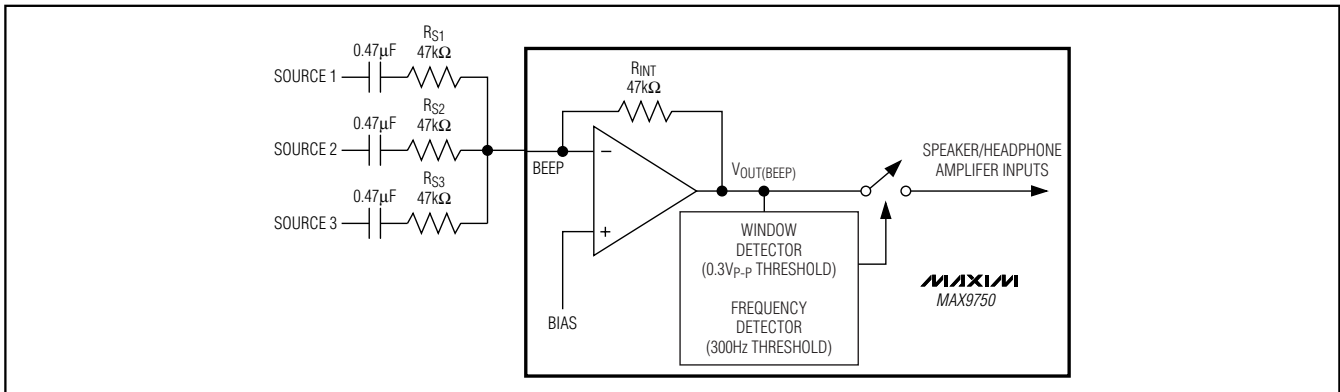 RS1
0.47µF 47kΩ
SOURCE 1
RS2
0.47µF 47kΩ
SOURCE 2
RS3
0.47µF 47kΩ
SOURCE 3
RINT
47kΩ
BEEP
−
+
BIAS
VOUT(BEEP)
SPEAKER/HEADPHONE
AMPLIFER INPUTS
WINDOW
DETECTOR
(0.3VP-P THRESHOLD)
FREQUENCY
DETECTOR
(300Hz THRESHOLD)
MAXIM
MAX9750